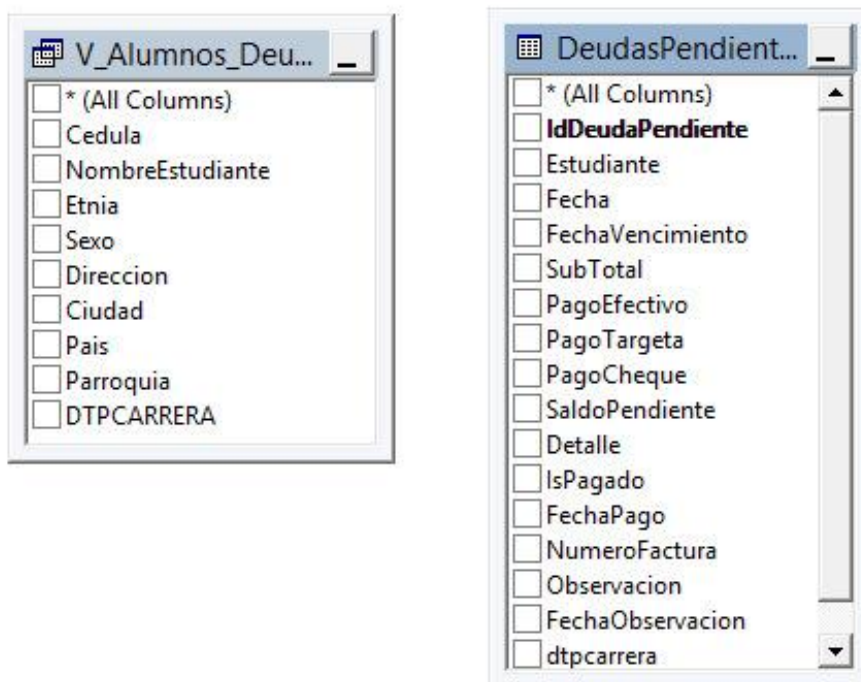 V_Alumnos_Deu...
* (All Columns)
Cedula
NombreEstudiante
Etnia
Sexo
Direccion
Ciudad
Pais
Parroquia
DTPCARRERA
DeudasPendient...
* (All Columns)
IdDeudaPendiente
Estudiante
Fecha
FechaVencimiento
SubTotal
PagoEfectivo
PagoTargeta
PagoCheque
SaldoPendiente
Detalle
IsPagado
FechaPago
NumeroFactura
Observacion
FechaObservacion
dtpcarrera